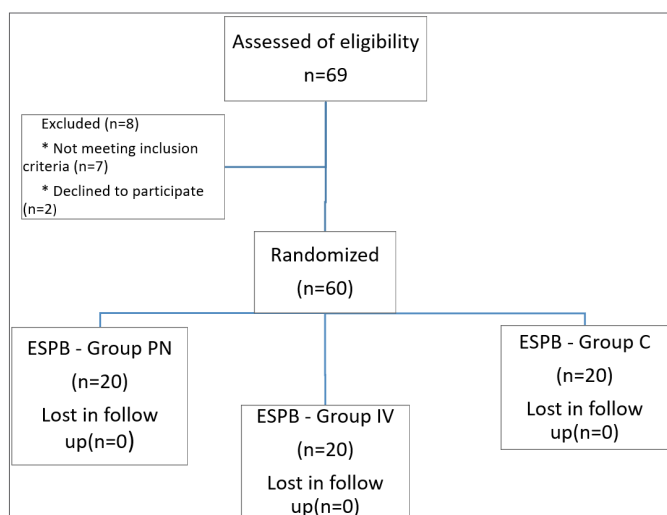 Assessed of eligibility
n=69
Excluded (n=8)
* Not meeting inclusion
criteria (n=7)
* Declined to participate
(n=2)
Randomized
(n=60)
ESPB - Group PN
(n=20)
Lost in follow
up(n=0)
ESPB - Group IV
(n=20)
Lost in follow
up(n=0)
ESPB - Group C
(n=20)
Lost in follow
up(n=0)